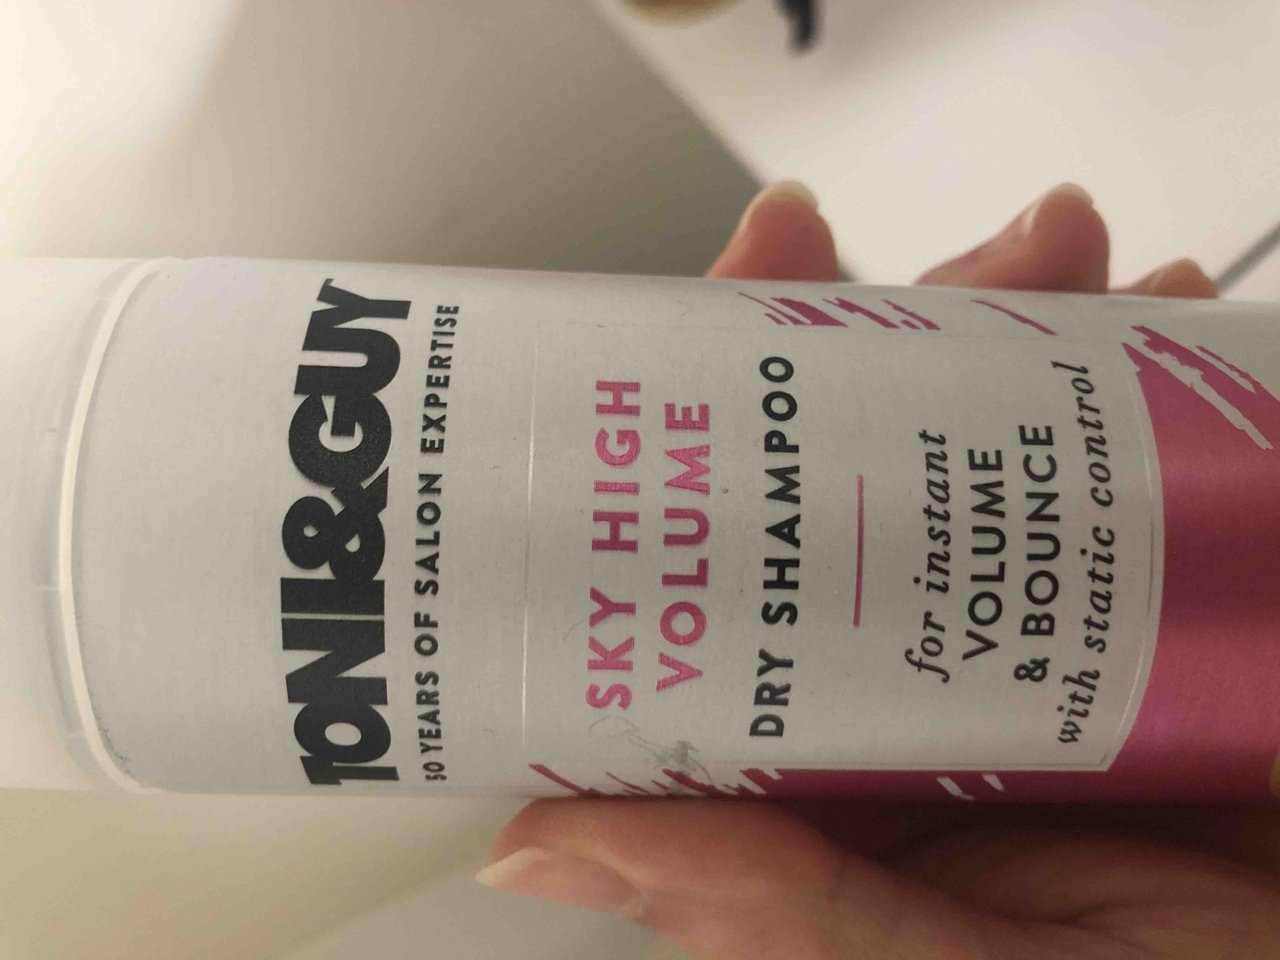 TONI&GUY
50 YEARS OF SALON EXPERTISE
SKY HIGH
VOLUME
DRY SHAMPOO
for instant
VOLUME
& BOUNCE
with static control